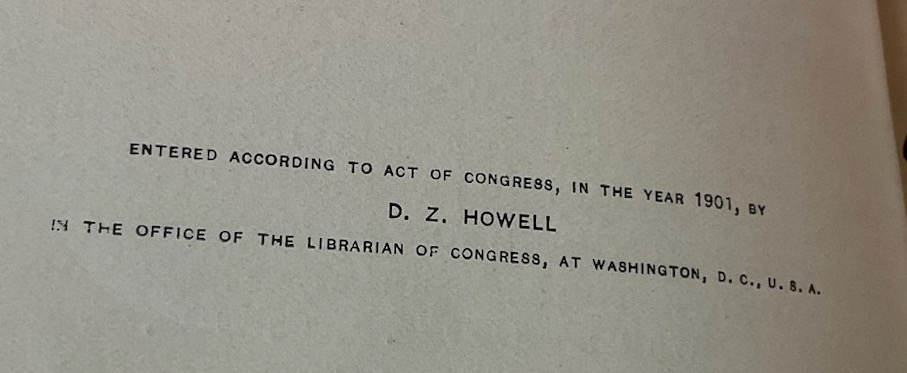 ENTERED ACCORDING TO ACT OF CONGRESS, IN THE YEAR 1901, BY
D. Z. HOWELL
IN THE OFFICE OF THE LIBRARIAN OF CONGRESS, AT WASHINGTON, D. C., U. S. A.